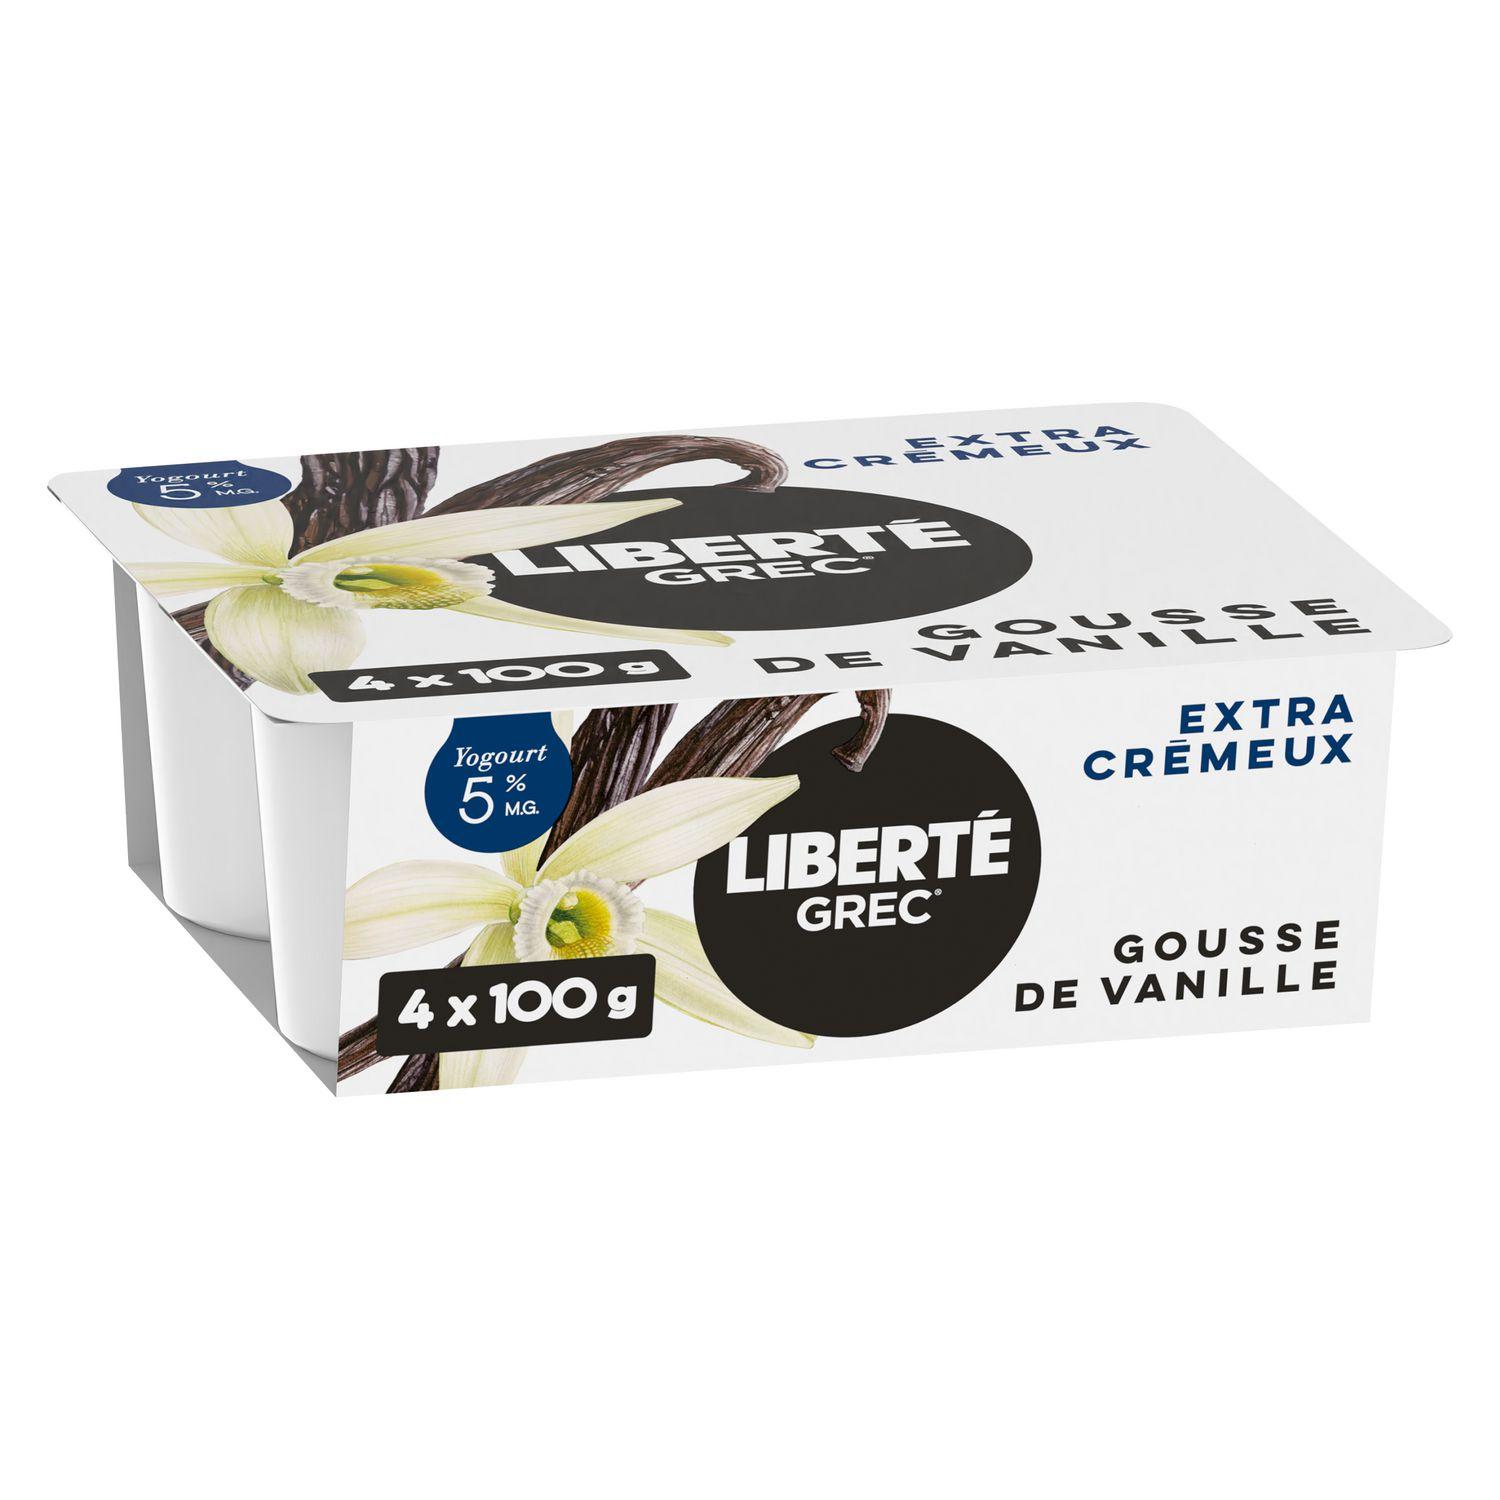 Yogourt
5 % M.G.
EXTRA
CRÉMEUX
LIBERTÉ
GREC®
GOUSSE
DE VANILLE
4 x 100 g
Yogourt
5 % M.G.
EXTRA
CRÉMEUX
LIBERTÉ
GREC®
GOUSSE
DE VANILLE
4 x 100 g